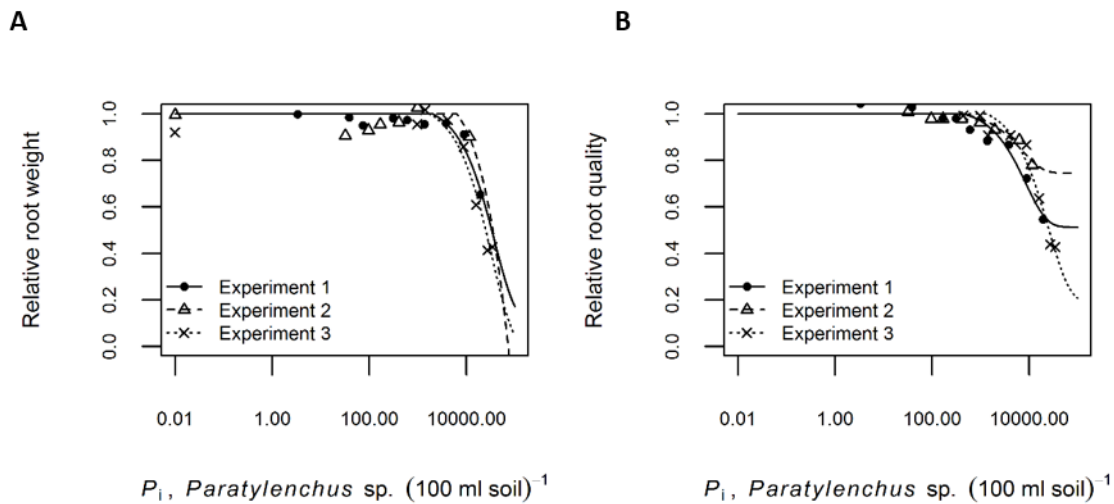 A
B
Relative root weight
0.0 0.2 0.4 0.6 0.8 1.0
Experiment 1
Experiment 2
Experiment 3
0.01 1.00 100.00 10000.00
P_i , Paratylenchus sp. (100 ml soil)^−1
Relative root quality
0.0 0.2 0.4 0.6 0.8 1.0
Experiment 1
Experiment 2
Experiment 3
0.01 1.00 100.00 10000.00
P_i , Paratylenchus sp. (100 ml soil)^−1